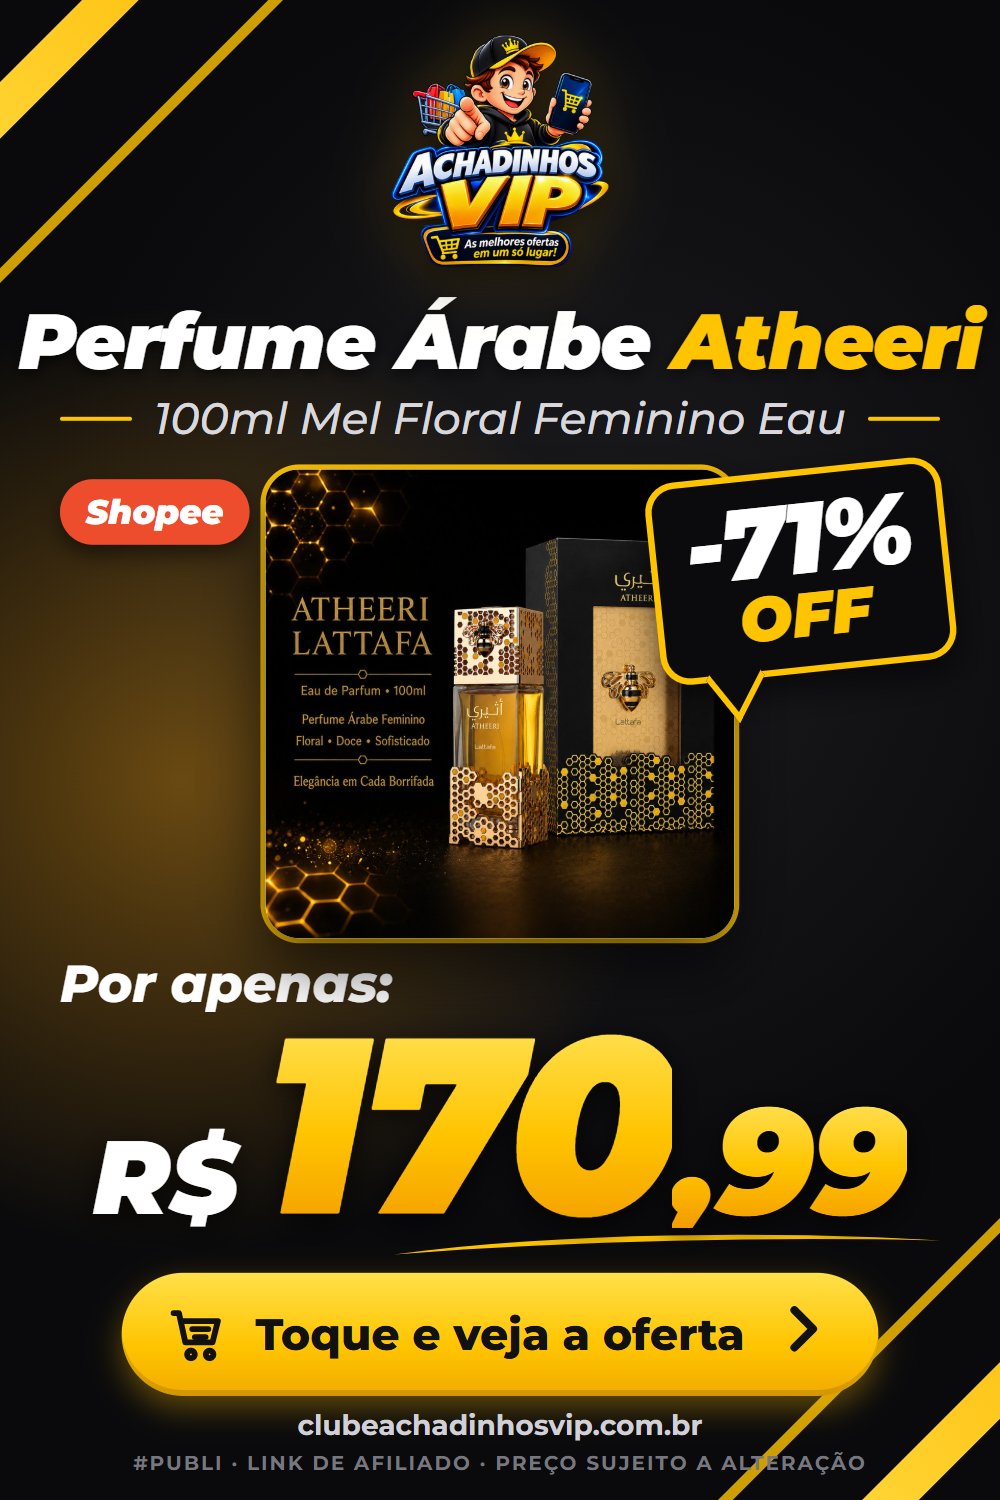 ACHADINHOS
VIP
As melhores ofertas
em um só lugar!
Perfume Árabe Atheeri
100ml Mel Floral Feminino Eau
Shopee
-71%
OFF
ATHEERI
LATTAFA
Eau de Parfum • 100ml
Perfume Árabe Feminino
Floral • Doce • Sofisticado
Elegância em Cada Borrifada
أثيري
ATHEERI
Lattafa
Lattafa
Por apenas:
R$ 170,99
Toque e veja a oferta
clubeachadinhosvip.com.br
#PUBLI · LINK DE AFILIADO · PREÇO SUJEITO A ALTERAÇÃO